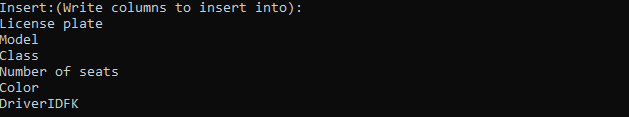 Insert:(Write columns to insert into):
License plate
Model
Class
Number of seats
Color
DriverIDFK